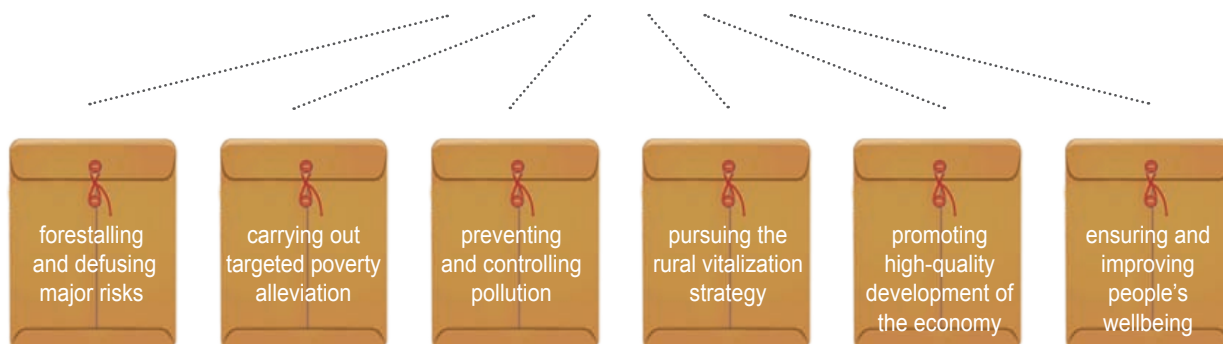 forestalling
and defusing
major risks
carrying out
targeted poverty
alleviation
preventing
and controlling
pollution
pursuing the
rural vitalization
strategy
promoting
high-quality
development of
the economy
ensuring and
improving
people's
wellbeing